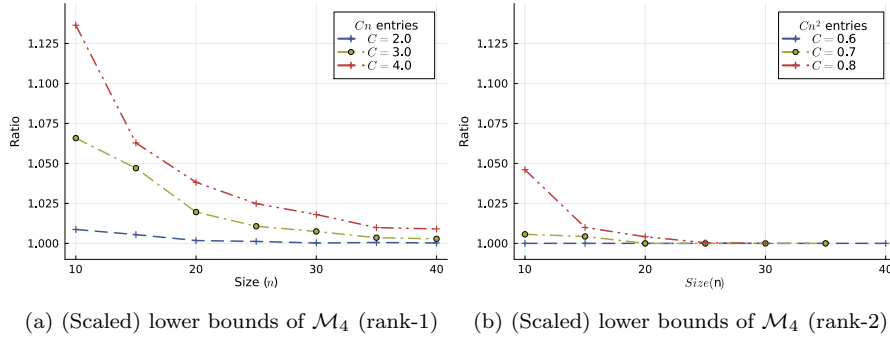 Cn entries
C = 2.0
C = 3.0
C = 4.0
1.125
1.100
1.075
1.050
1.025
1.000
Ratio
10 20 30 40
Size (n)
Cn² entries
C = 0.6
C = 0.7
C = 0.8
1.125
1.100
1.075
1.050
1.025
1.000
Ratio
10 20 30 40
Size(n)
(a) (Scaled) lower bounds of ℳ₄ (rank-1)
(b) (Scaled) lower bounds of ℳ₄ (rank-2)